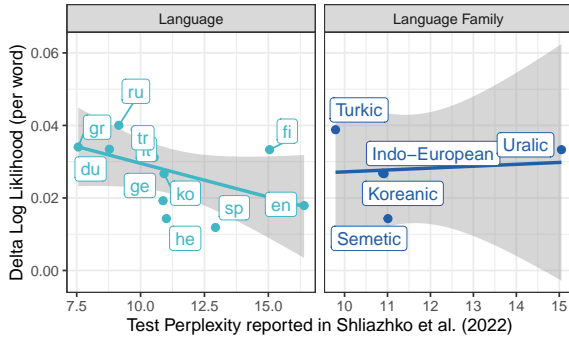 Language
Language Family
Delta Log Liklihood (per word)
0.06
0.04
0.02
0.00
ru
gr
tr
it
fi
du
ge
ko
sp
en
he
Turkic
Uralic
Indo−European
Koreanic
Semetic
7.5 10.0 12.5 15.0
10 11 12 13 14 15
Test Perplexity reported in Shliazhko et al. (2022)